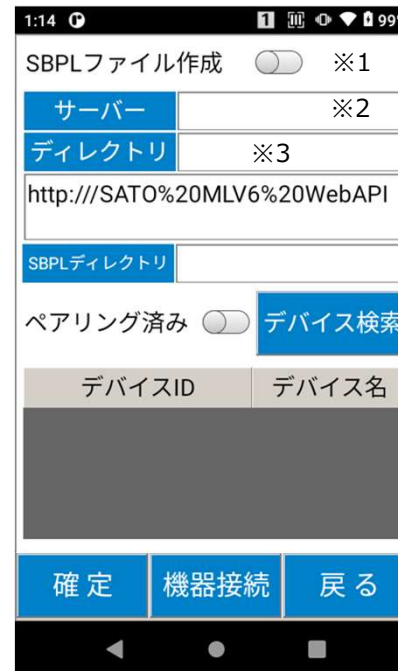 1:14 1 99%
SBPLファイル作成 ※1
サーバー ※2
ディレクトリ ※3
http:///SATO%20MLV6%20WebAPI
SBPLディレクトリ
ペアリング済み デバイス検索
デバイスID デバイス名
確定 機器接続 戻る